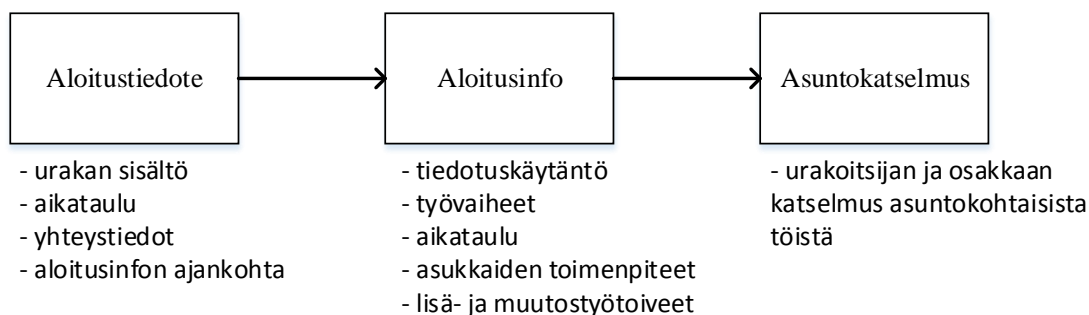 Aloitustiedote
- urakan sisältö
- aikataulu
- yhteystiedot
- aloitusinfon ajankohta
Aloitusinfo
- tiedotuskäytäntö
- työvaiheet
- aikataulu
- asukkaiden toimenpiteet
- lisä- ja muutostyötoiveet
Asuntokatselmus
- urakoitsijan ja osakkaan
katselmus asuntokohtaisista
töistä